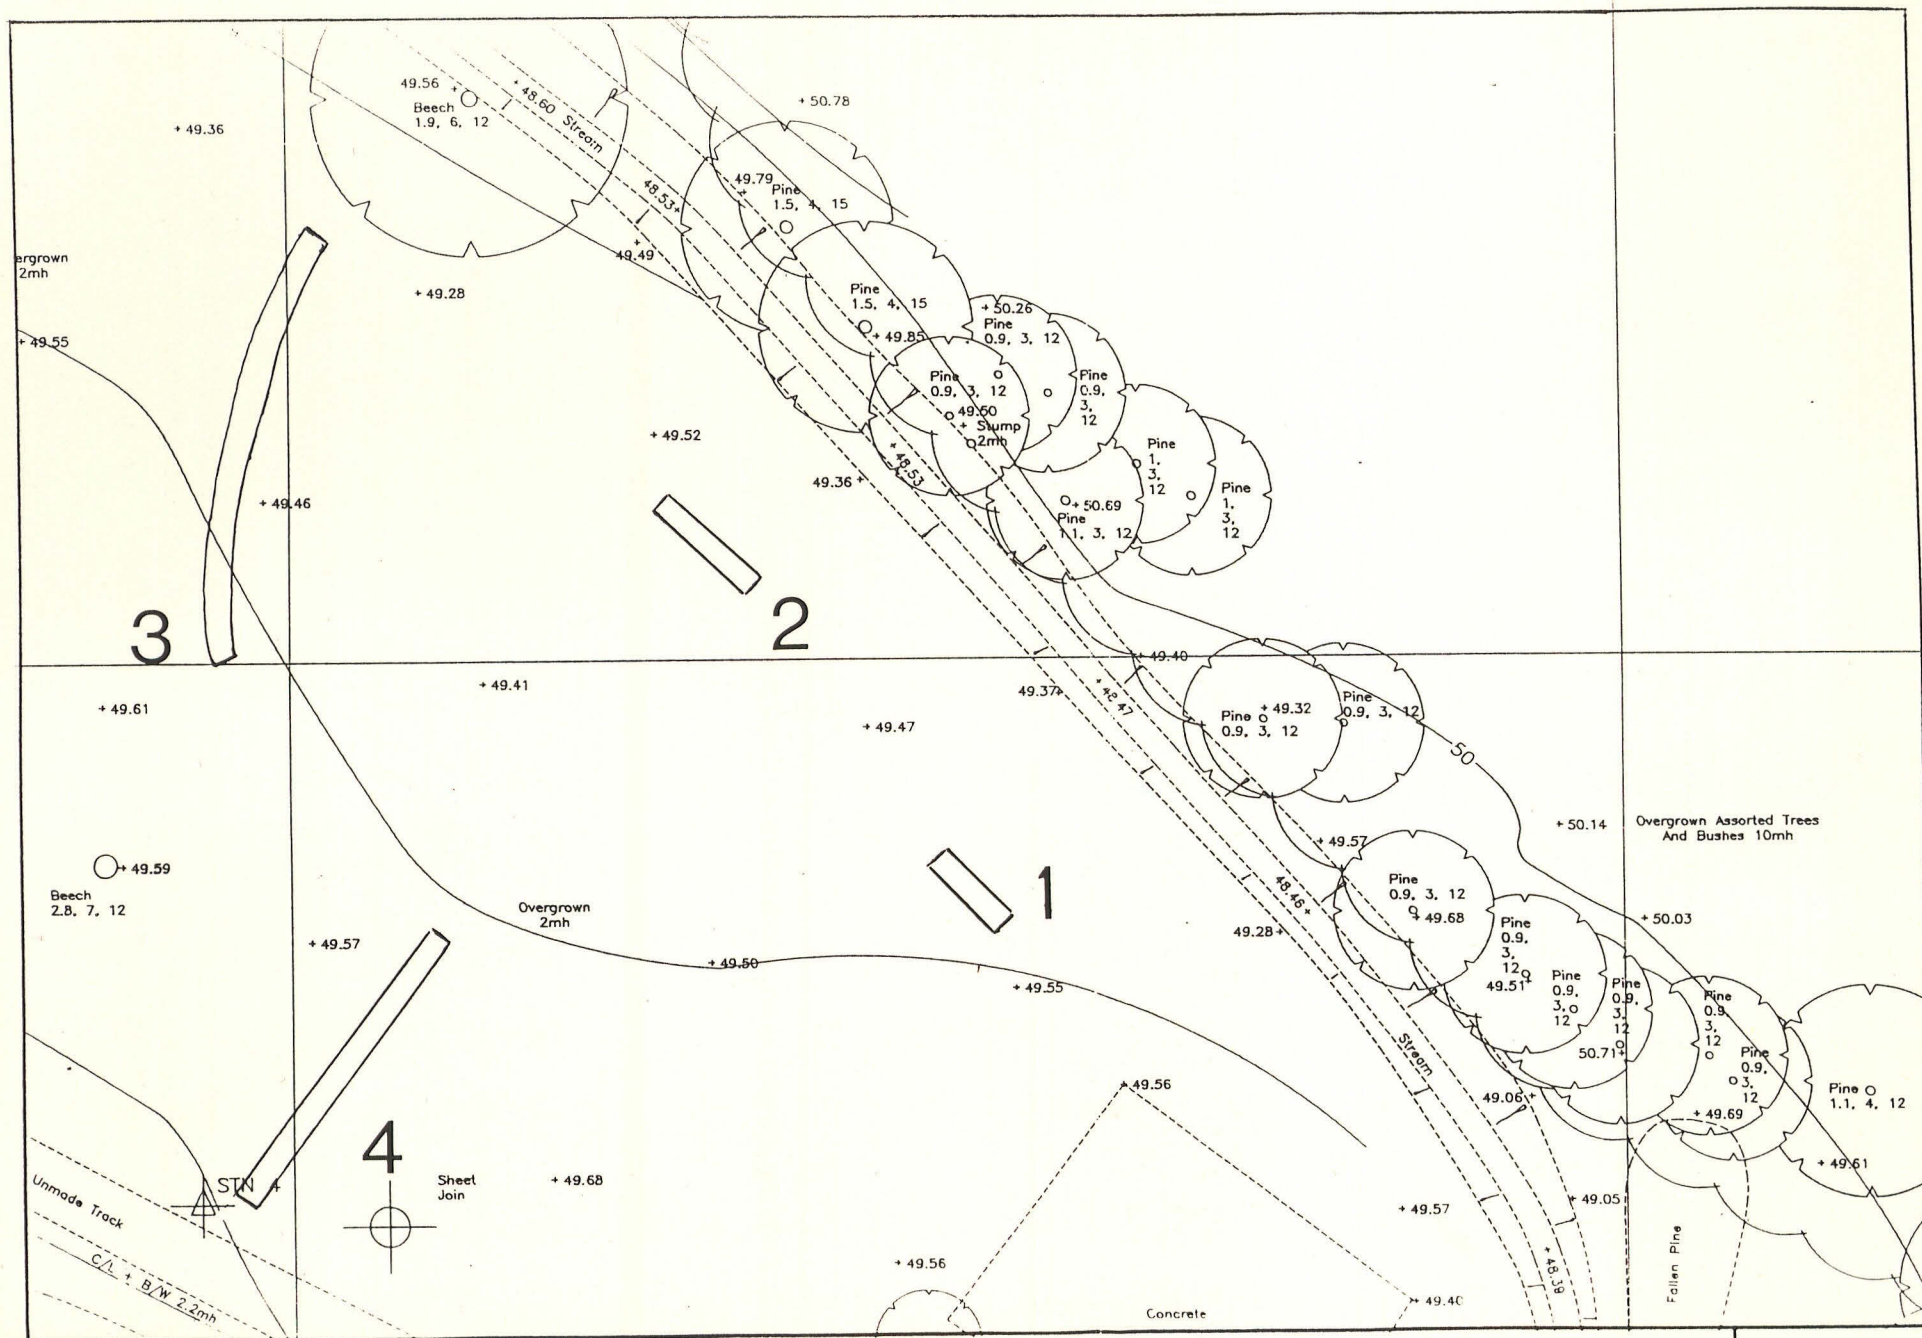 49.56
Beech
1.9, 6, 12
48.60 Stream
50.78
49.36
48.53
49.79
Pine
1.5, 4, 15
49.49
ergrown
2mh
49.28
49.55
Pine
1.5, 4, 15
49.85
50.26
Pine
0.9, 3, 12
Pine
0.9, 3, 12
49.50
Stump
2mh
Pine
0.9,
3,
12
49.52
48.53
49.36
Pine
1,
3,
12
Pine
1,
3,
12
50.69
Pine
1.1, 3, 12
49.46
3
2
49.40
49.41
49.37
48.47
49.61
49.47
49.32
Pine
0.9, 3, 12
Pine
0.9, 3, 12
50
50.14
Overgrown Assorted Trees
And Bushes 10mh
49.57
49.59
Beech
2.8, 7, 12
Overgrown
2mh
1
48.46
Pine
0.9, 3, 12
49.68
50.03
49.57
49.28
Pine
0.9,
3,
12
49.51
49.50
49.55
Pine
0.9,
3,
12
Pine
0.9,
3,
12
50.71
Pine
0.9
3,
12
Pine
0.9,
3,
12
49.69
Stream
49.56
49.06
Pine
1.1, 4, 12
49.61
4
STN 4
Sheet
Join
49.68
49.57
49.05
Unmade Track
C/L + B/W 2.2mh
49.56
48.39
Fallen Pine
49.40
Concrete